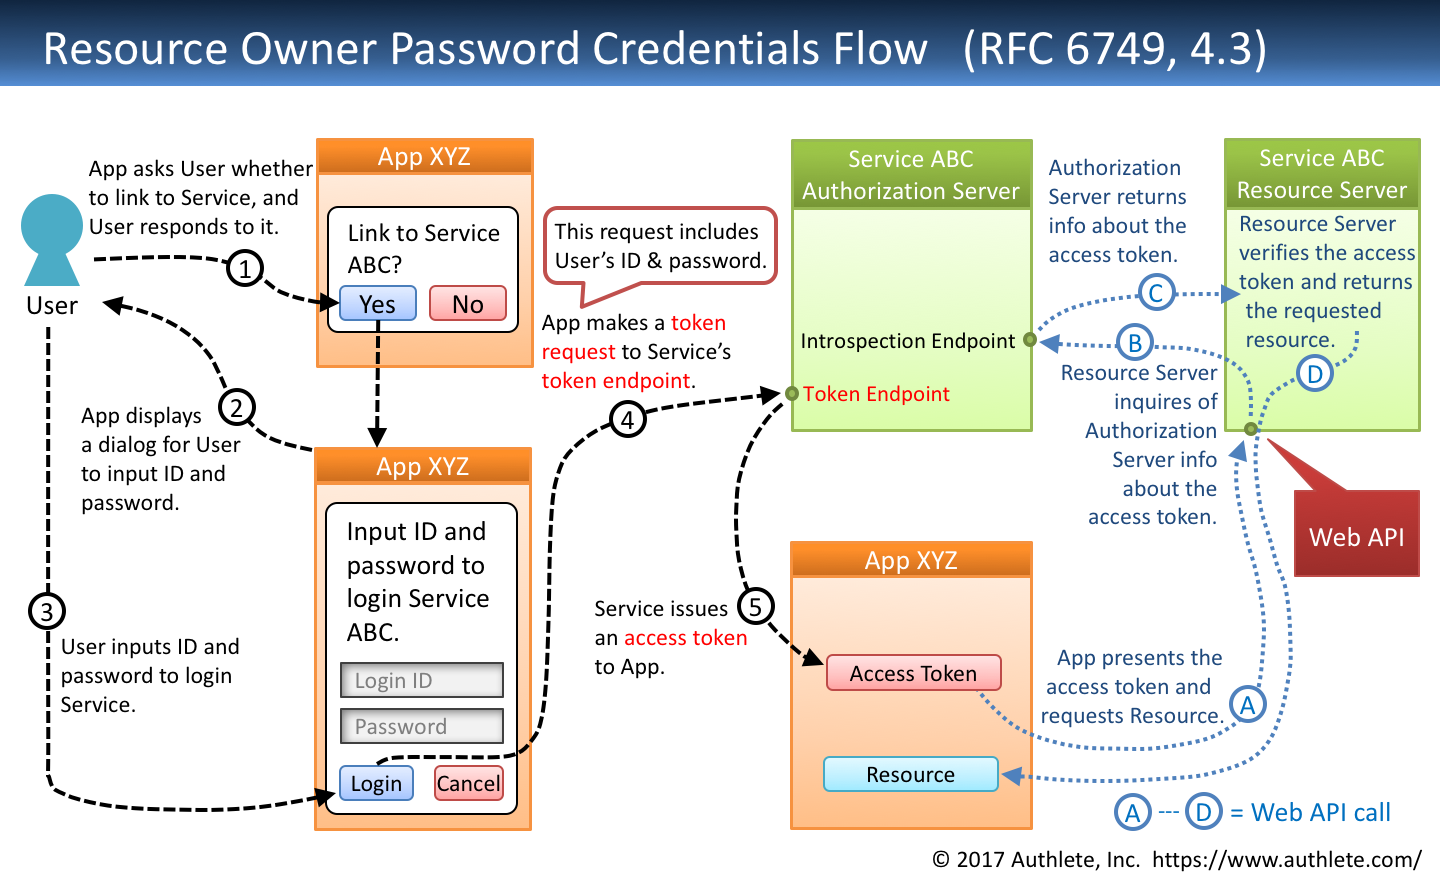 Resource Owner Password Credentials Flow (RFC 6749, 4.3)
App asks User whether
to link to Service, and
User responds to it.
1
User
App XYZ
Link to Service
ABC?
Yes
No
2
App displays
a dialog for User
to input ID and
password.
3
User inputs ID and
password to login
Service.
App XYZ
Input ID and
password to
login Service
ABC.
Login ID
Password
Login
Cancel
This request includes
User's ID & password.
App makes a token
request to Service's
token endpoint.
4
Service ABC
Authorization Server
Introspection Endpoint
Token Endpoint
5
Service issues
an access token
to App.
App XYZ
Access Token
Resource
Authorization
Server returns
info about the
access token.
C
B
Resource Server
inquires of
Authorization
Server info
about the
access token.
Service ABC
Resource Server
Resource Server
verifies the access
token and returns
the requested
resource.
D
Web API
App presents the
access token and
requests Resource.
A
A --- D = Web API call
© 2017 Authlete, Inc. https://www.authlete.com/